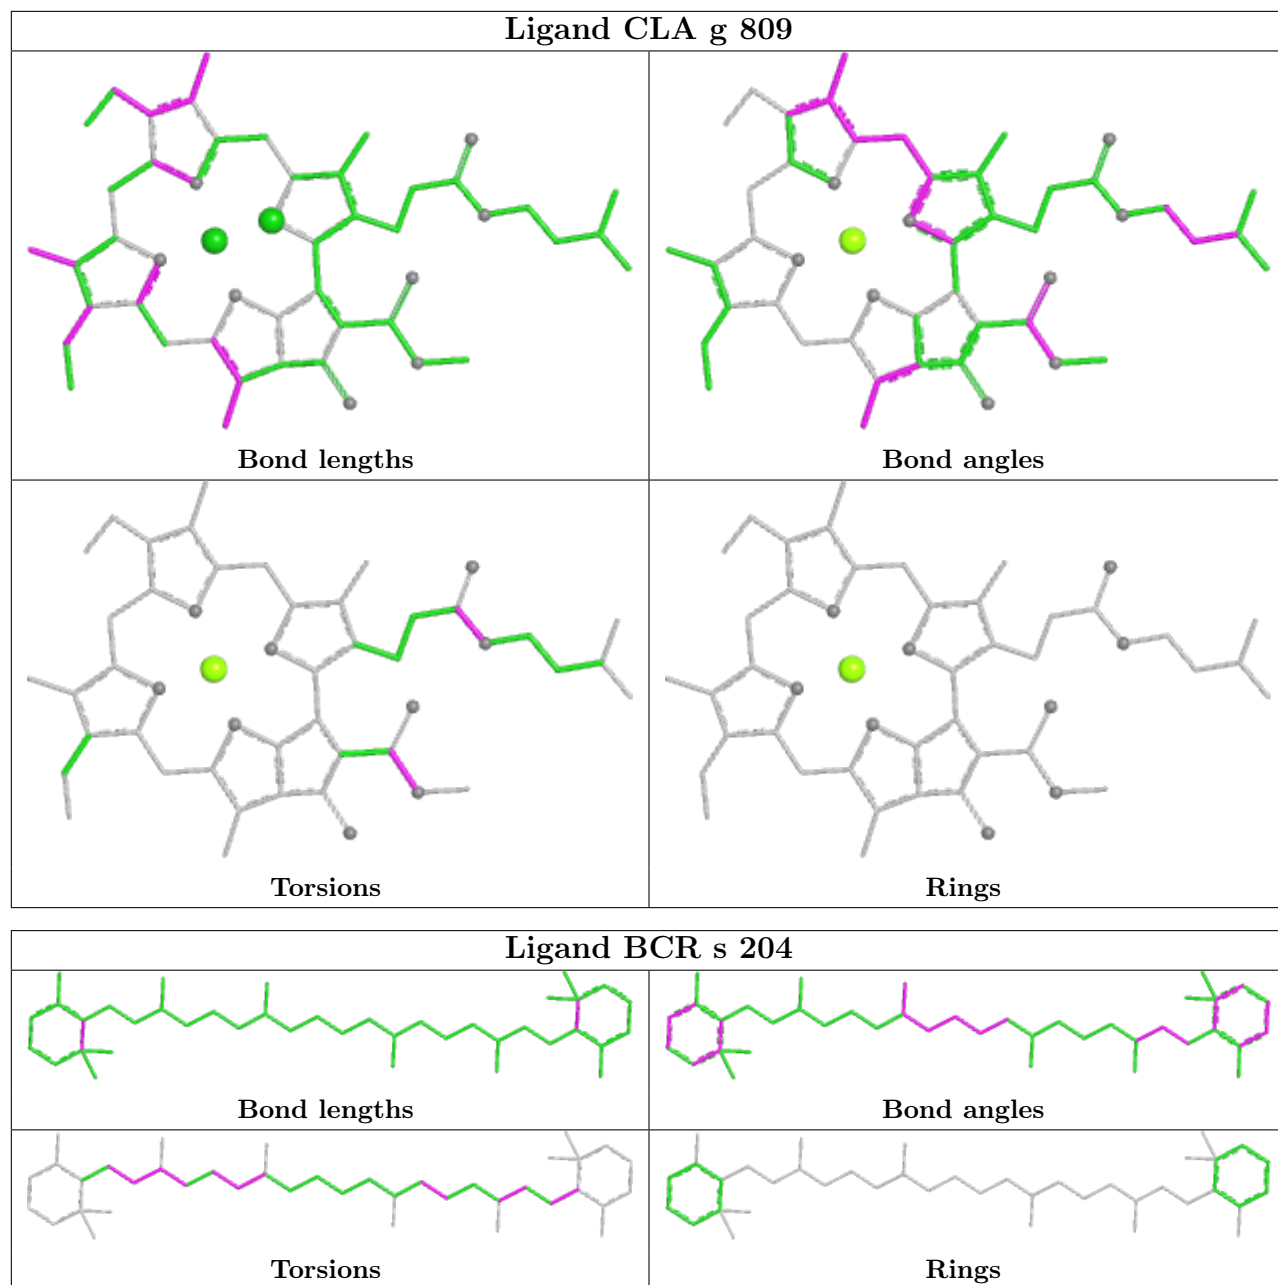 Ligand CLA g 809
Bond lengths
Bond angles
Torsions
Rings
Ligand BCR s 204
Bond lengths
Bond angles
Torsions
Rings